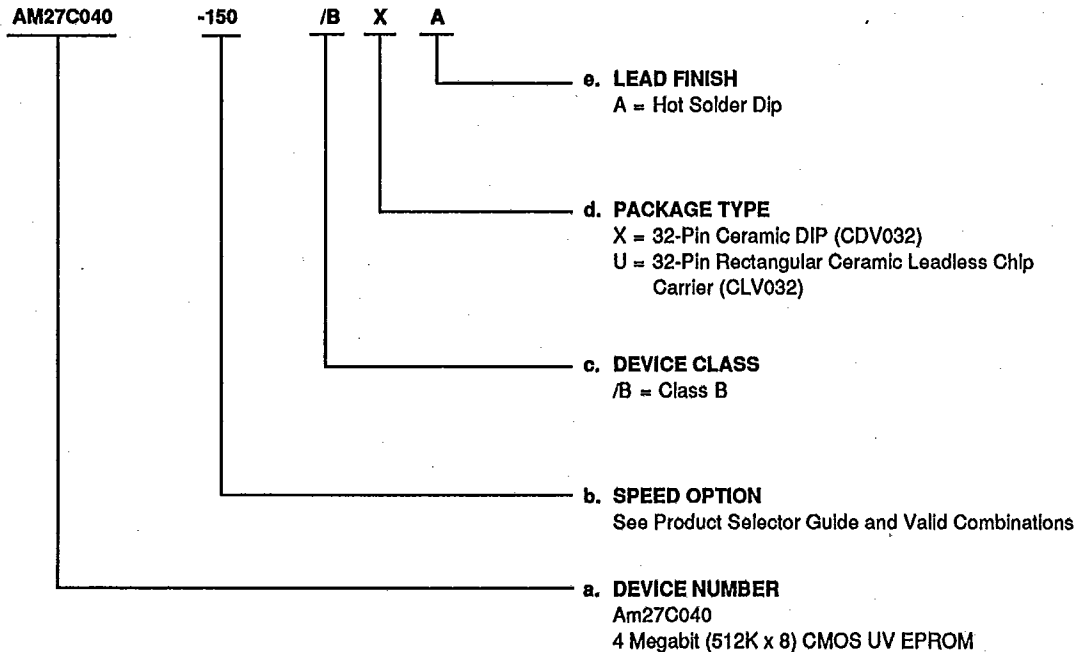 AM27C040 -150 /B X A
e. LEAD FINISH
A = Hot Solder Dip
d. PACKAGE TYPE
X = 32-Pin Ceramic DIP (CDV032)
U = 32-Pin Rectangular Ceramic Leadless Chip
Carrier (CLV032)
c. DEVICE CLASS
/B = Class B
b. SPEED OPTION
See Product Selector Guide and Valid Combinations
a. DEVICE NUMBER
Am27C040
4 Megabit (512K x 8) CMOS UV EPROM